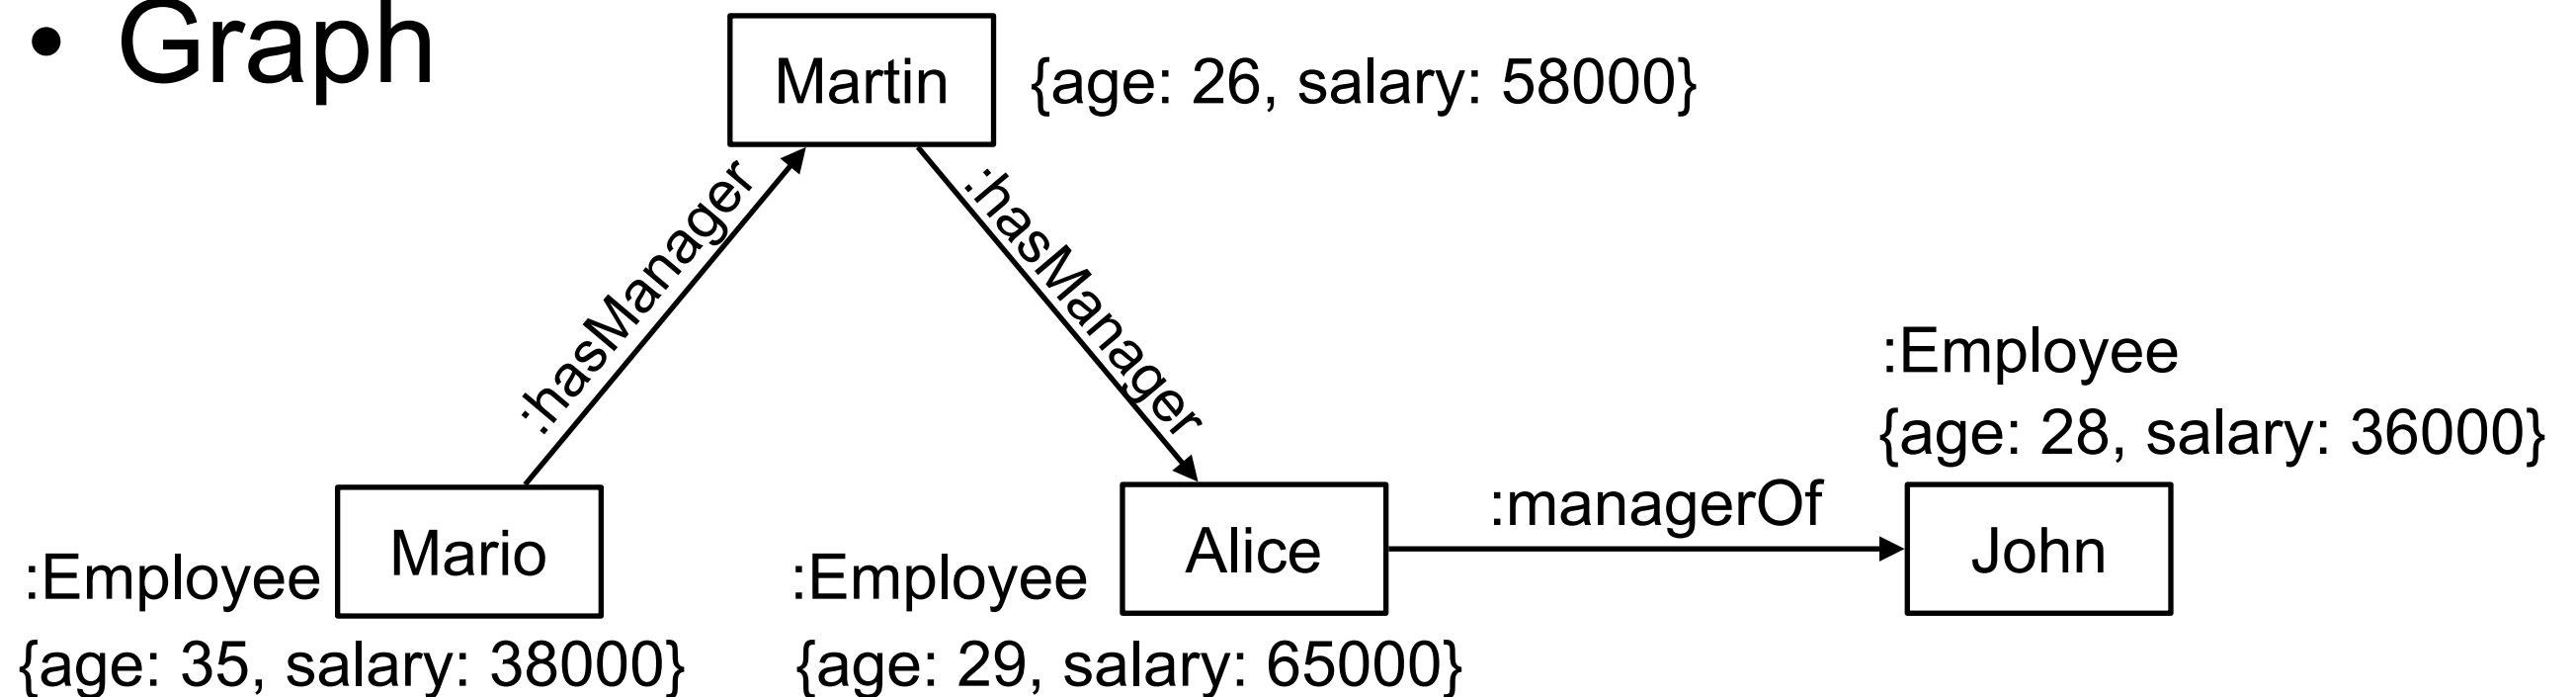 • Graph
Martin
{age: 26, salary: 58000}
:hasManager
:hasManager
:Employee
{age: 28, salary: 36000}
:managerOf
Mario
Alice
John
:Employee
:Employee
{age: 35, salary: 38000}
{age: 29, salary: 65000}